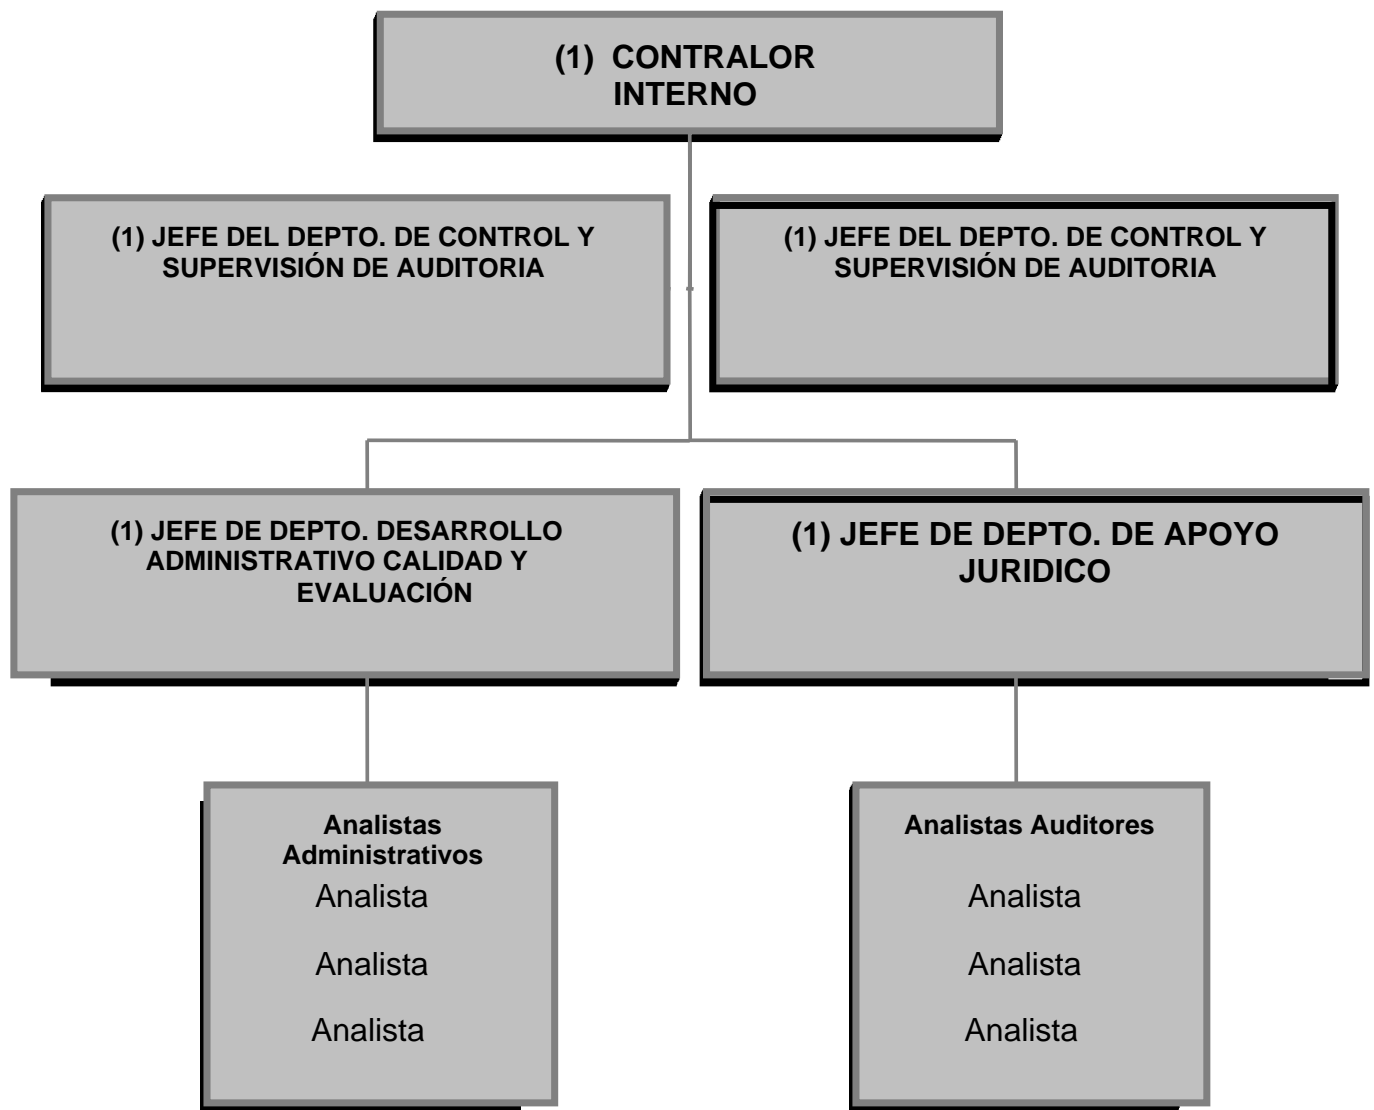 (1) CONTRALOR
INTERNO
(1) JEFE DEL DEPTO. DE CONTROL Y
SUPERVISIÓN DE AUDITORIA
(1) JEFE DEL DEPTO. DE CONTROL Y
SUPERVISIÓN DE AUDITORIA
(1) JEFE DE DEPTO. DESARROLLO
ADMINISTRATIVO CALIDAD Y
EVALUACIÓN
(1) JEFE DE DEPTO. DE APOYO
JURIDICO
Analistas
Administrativos
Analista
Analista
Analista
Analistas Auditores
Analista
Analista
Analista